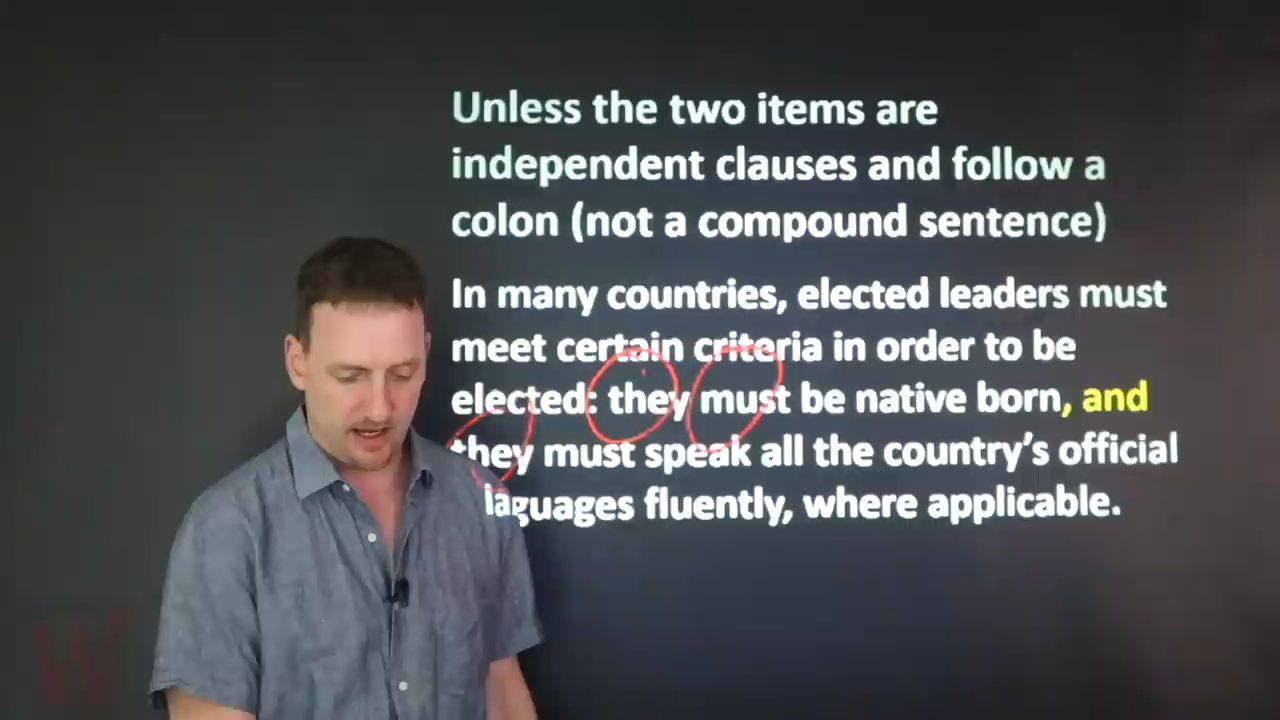 Unless the two items are
independent clauses and follow a
colon (not a compound sentence)
In many countries, elected leaders must
meet certain criteria in order to be
elected: they must be native born, and
they must speak all the country's official
laguages fluently, where applicable.
W